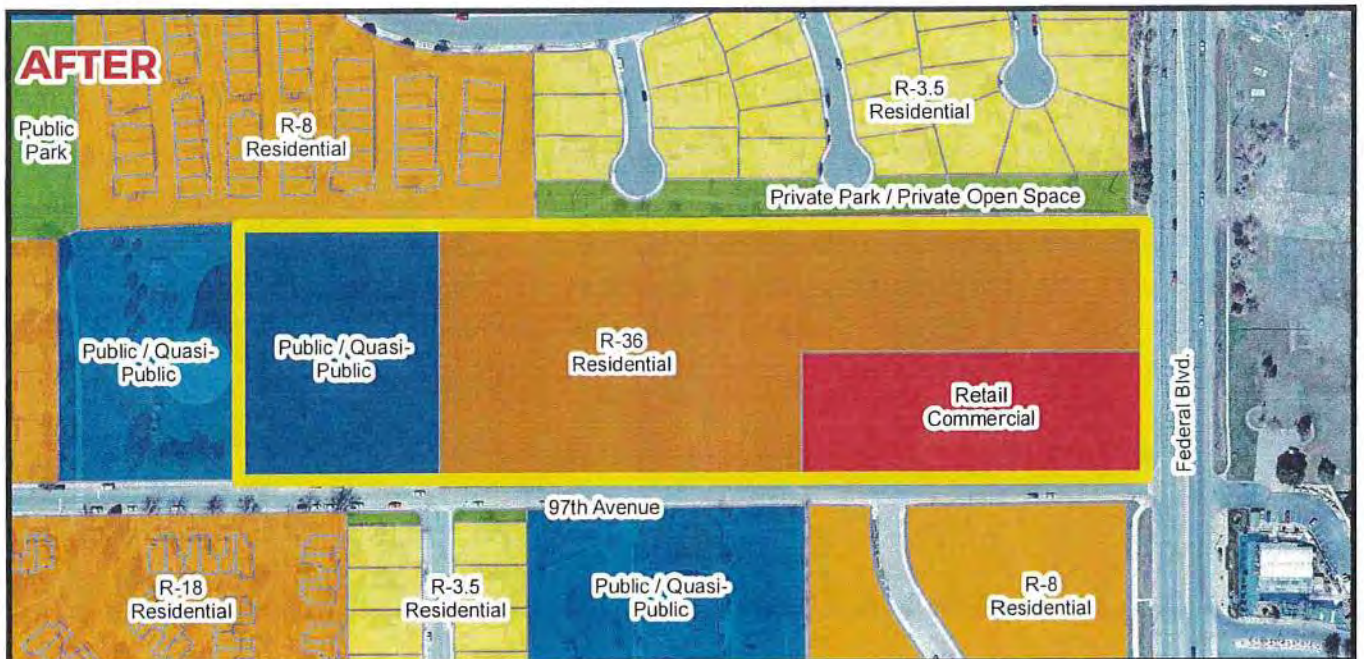 AFTER
Public
Park
R-8
Residential
R-3.5
Residential
Private Park / Private Open Space
Public / Quasi-
Public
Public / Quasi-
Public
R-36
Residential
Retail
Commercial
Federal Blvd.
97th Avenue
R-18
Residential
R-3.5
Residential
Public / Quasi-
Public
R-8
Residential